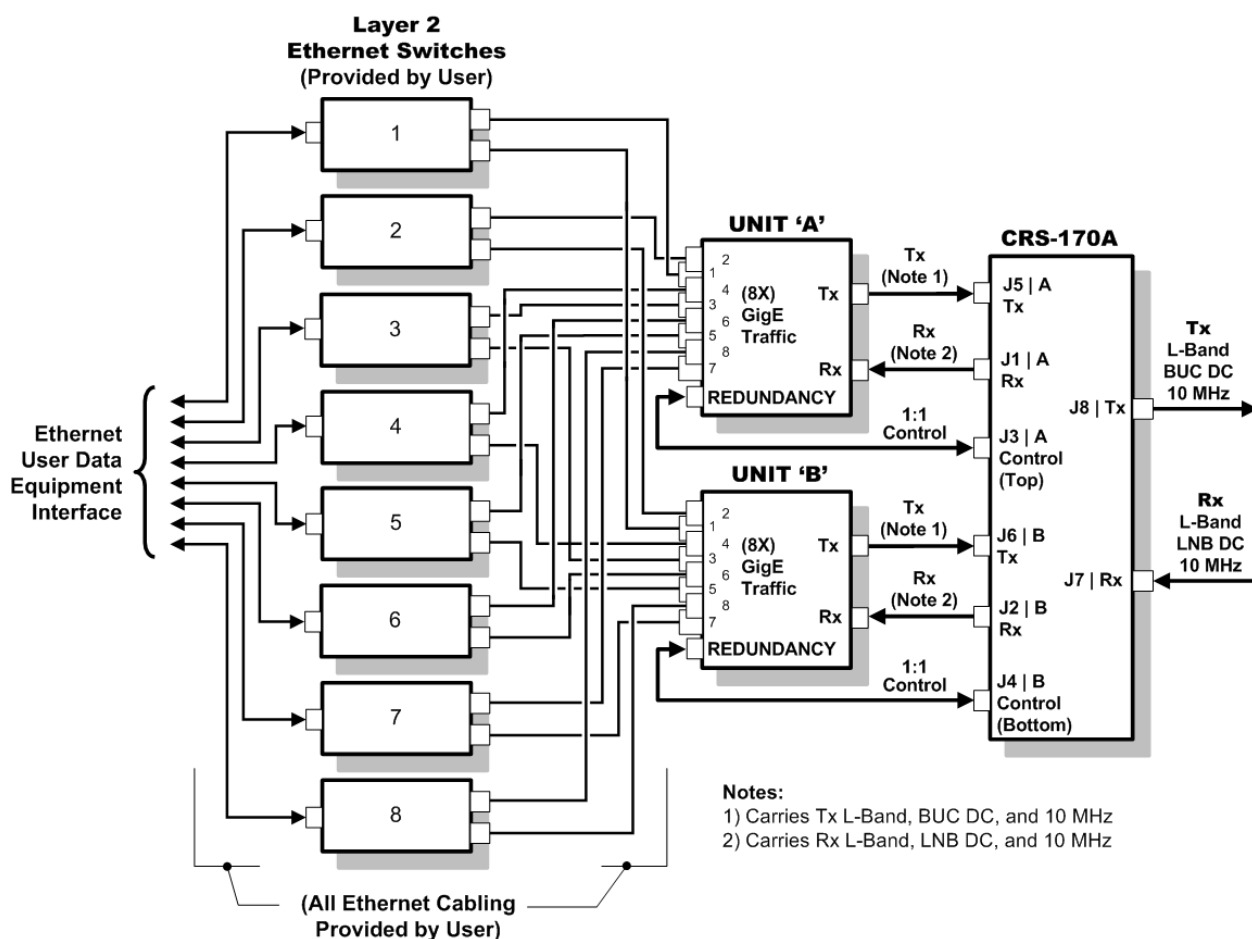 Layer 2
Ethernet Switches
(Provided by User)
1
2
3
4
5
6
7
8
Ethernet
User Data
Equipment
Interface
(All Ethernet Cabling
Provided by User)
UNIT ‘A’
2
1
4
3
6
5
8
7
(8X)
GigE
Traffic
Tx
Rx
REDUNDANCY
Tx
(Note 1)
Rx
(Note 2)
1:1
Control
UNIT ‘B’
2
1
4
3
6
5
8
7
(8X)
GigE
Traffic
Tx
Rx
REDUNDANCY
Tx
(Note 1)
Rx
(Note 2)
1:1
Control
CRS-170A
J5 | A
Tx
J1 | A
Rx
J3 | A
Control
(Top)
J6 | B
Tx
J2 | B
Rx
J4 | B
Control
(Bottom)
J8 | Tx
J7 | Rx
Tx
L-Band
BUC DC
10 MHz
Rx
L-Band
LNB DC
10 MHz
Notes:
1) Carries Tx L-Band, BUC DC, and 10 MHz
2) Carries Rx L-Band, LNB DC, and 10 MHz